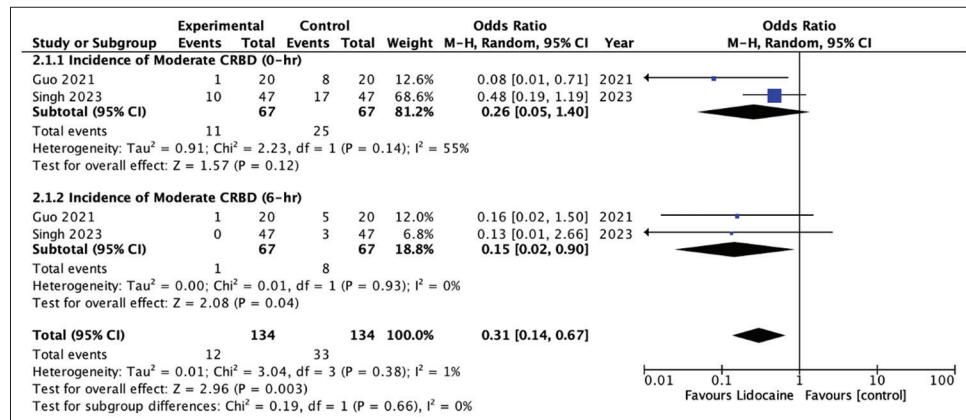 Experimental Control Odds Ratio Odds Ratio
Study or Subgroup Events Total Events Total Weight M-H, Random, 95% CI Year M-H, Random, 95% CI
2.1.1 Incidence of Moderate CRBD (0-hr)
Guo 2021 1 20 8 20 12.6% 0.08 [0.01, 0.71] 2021
Singh 2023 10 47 17 47 68.6% 0.48 [0.19, 1.19] 2023
Subtotal (95% CI) 67 67 81.2% 0.26 [0.05, 1.40]
Total events 11 25
Heterogeneity: Tau² = 0.91; Chi² = 2.23, df = 1 (P = 0.14); I² = 55%
Test for overall effect: Z = 1.57 (P = 0.12)
2.1.2 Incidence of Moderate CRBD (6-hr)
Guo 2021 1 20 5 20 12.0% 0.16 [0.02, 1.50] 2021
Singh 2023 0 47 3 47 6.8% 0.13 [0.01, 2.66] 2023
Subtotal (95% CI) 67 67 18.8% 0.15 [0.02, 0.90]
Total events 1 8
Heterogeneity: Tau² = 0.00; Chi² = 0.01, df = 1 (P = 0.93); I² = 0%
Test for overall effect: Z = 2.08 (P = 0.04)
Total (95% CI) 134 134 100.0% 0.31 [0.14, 0.67]
Total events 12 33
Heterogeneity: Tau² = 0.01; Chi² = 3.04, df = 3 (P = 0.38); I² = 1%
Test for overall effect: Z = 2.96 (P = 0.003)
Test for subgroup differences: Chi² = 0.19, df = 1 (P = 0.66), I² = 0%
0.01 0.1 1 10 100
Favours Lidocaine Favours [control]